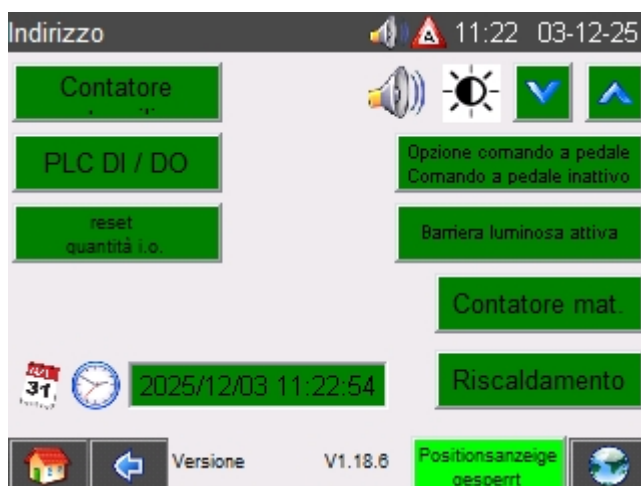 Indirizzo
11:22 03-12-25
Contatore
PLC DI / DO
Opzione comando a pedale
Comando a pedale inattivo
reset
quantità i.o.
Barriera luminosa attiva
Contatore mat.
31
2025/12/03 11:22:54
Riscaldamento
Versione V1.18.6
Positionsanzeige
gesperrt